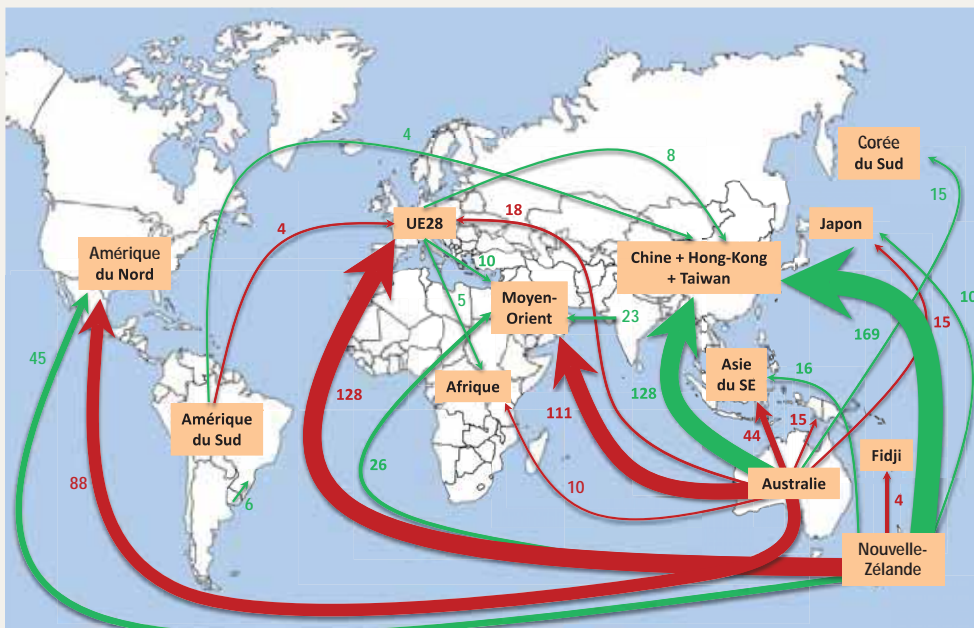 4
8
Corée
du Sud
15
18
4
UE28
Japon
Amérique
du Nord
10
Chine + Hong-Kong
+ Taiwan
5
Moyen-
Orient
23
10
15
169
45
16
Asie
du SE
Afrique
128
128
111
Amérique
du Sud
15
44
Fidji
26
88
10
Australie
6
4
Nouvelle-
Zélande